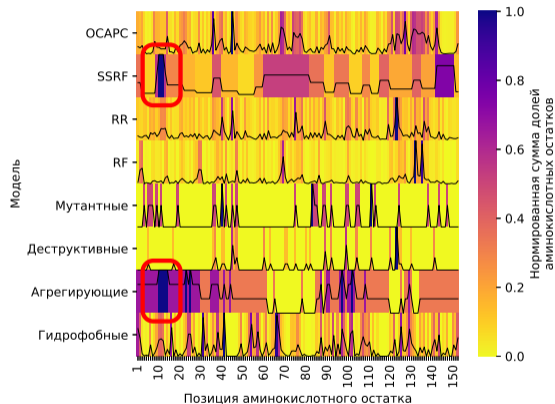 Модель
ОСАРС
SSRF
RR
RF
Мутантные
Деструктивные
Агрегирующие
Гидрофобные
1 10 20 30 40 50 60 70 80 90 100 110 120 130 140 150
Позиция аминокислотного остатка
1.0
0.8
0.6
0.4
0.2
0.0
Нормированная сумма долей
аминокислотных остатков